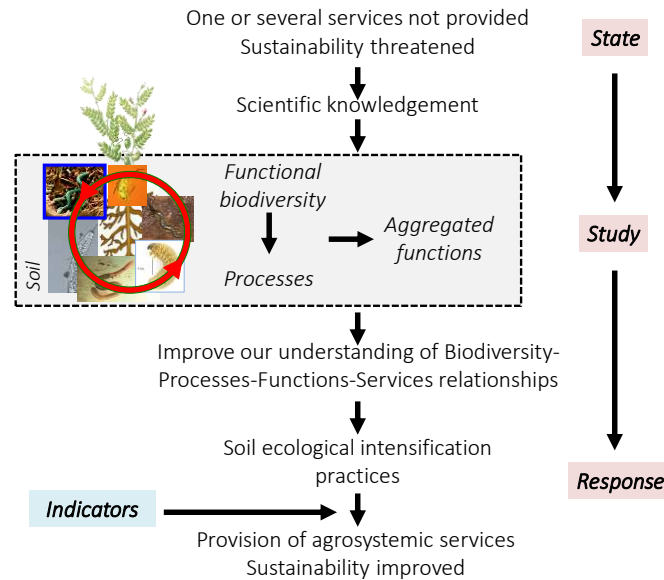 One or several services not provided
Sustainability threatened
State
Scientific knowledgement
Functional
biodiversity
Aggregated
functions
Processes
Soil
Study
Improve our understanding of Biodiversity-
Processes-Functions-Services relationships
Soil ecological intensification
practices
Response
Indicators
Provision of agrosystemic services
Sustainability improved